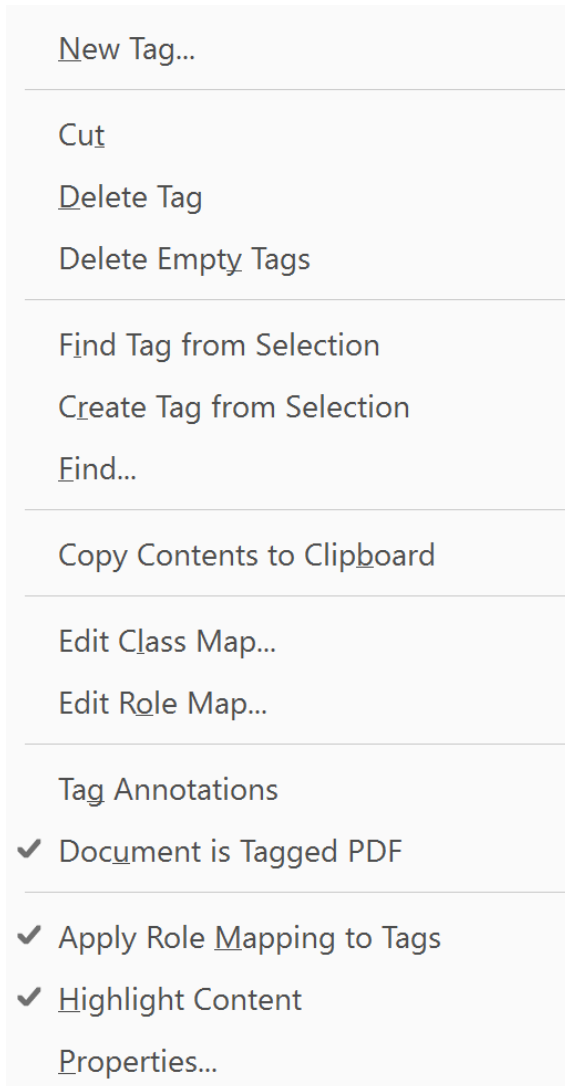 New Tag...
Cut
Delete Tag
Delete Empty Tags
Find Tag from Selection
Create Tag from Selection
Find...
Copy Contents to Clipboard
Edit Class Map...
Edit Role Map...
Tag Annotations
Document is Tagged PDF
Apply Role Mapping to Tags
Highlight Content
Properties...